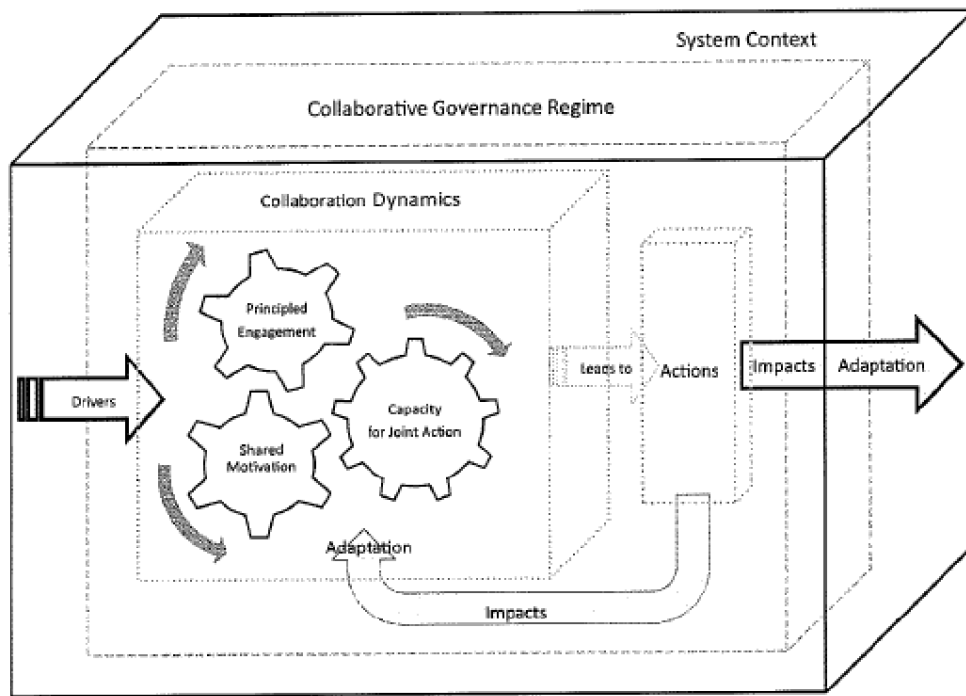 System Context
Collaborative Governance Regime
Collaboration Dynamics
Principled
Engagement
Drivers
Shared
Motivation
Capacity
for Joint Action
Leads to
Actions
Impacts
Adaptation
Adaptation
Impacts